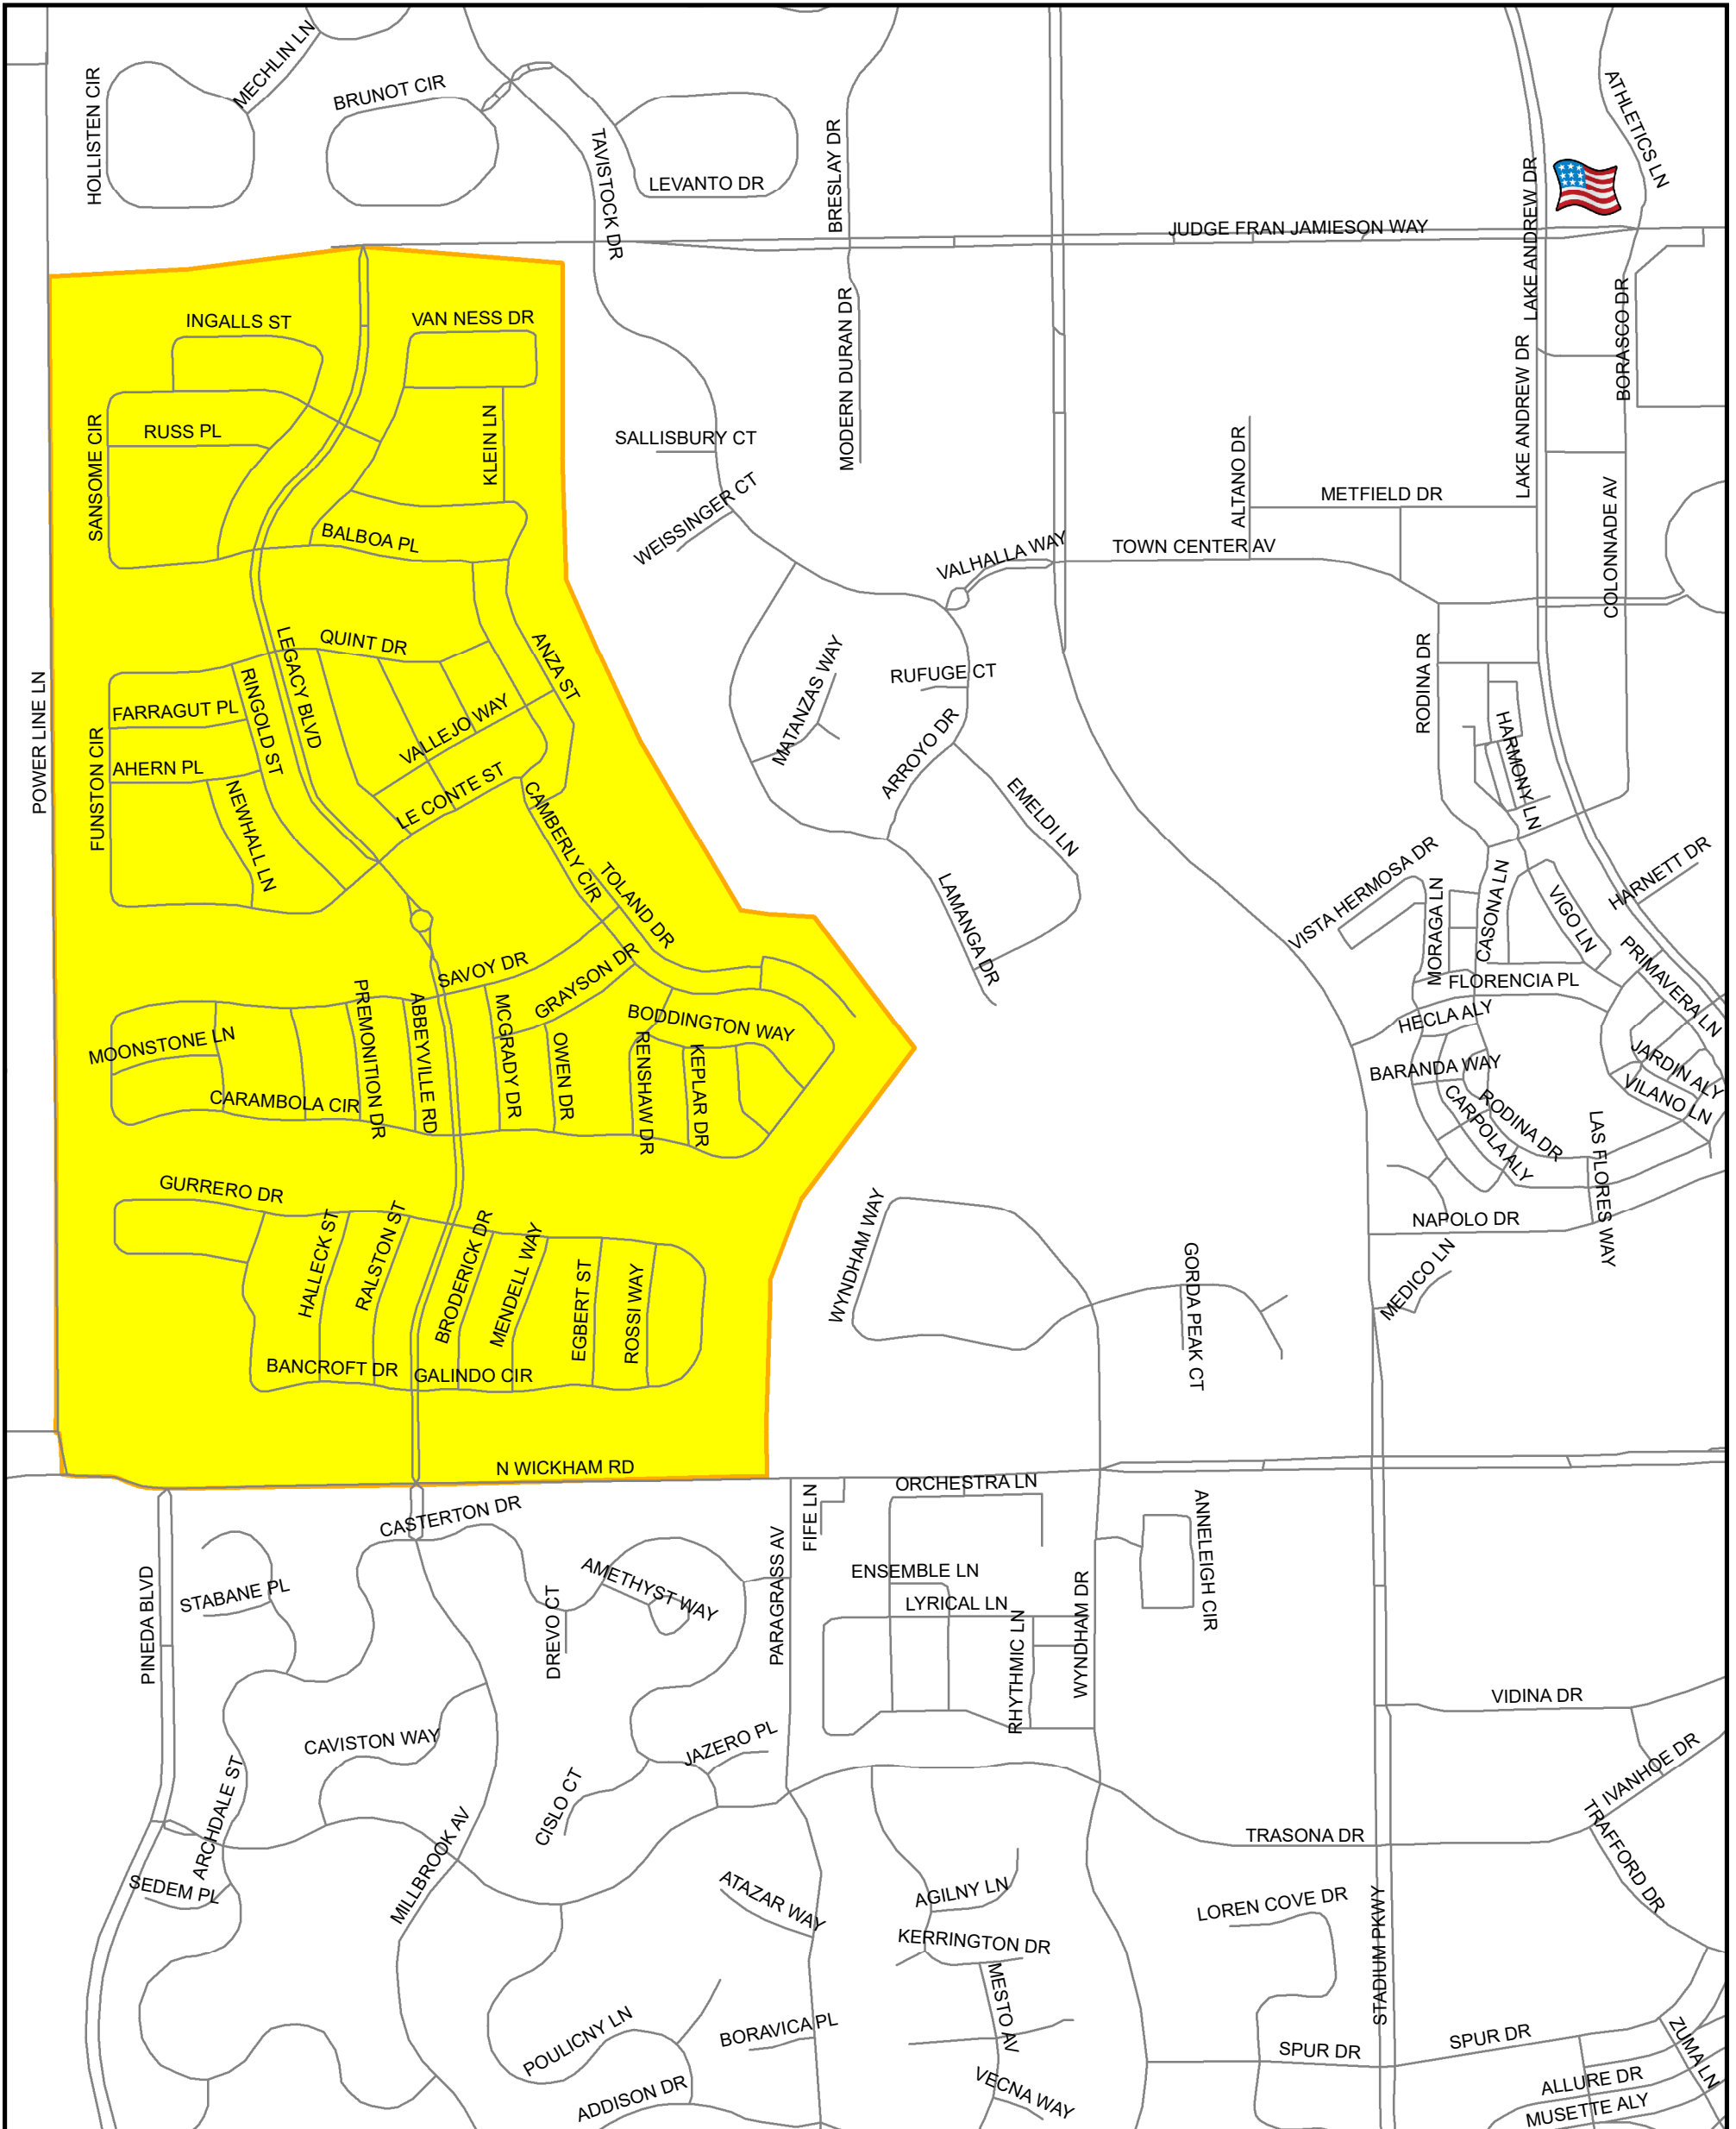 MECHLIN LN
HOLLISTEN CIR
BRUNOT CIR
TAVISTOCK DR
LEVANTO DR
BRESLAY DR
ATHLETICS LN
LAKE ANDREW DR
JUDGE FRAN JAMIESON WAY
INGALLS ST
VAN NESS DR
MODERN DURAN DR
BORASCO DR
LAKE ANDREW DR
SANSOME CIR
RUSS PL
KLEIN LN
SALLISBURY CT
ALTANO DR
METFIELD DR
WEISSINGER CT
BALBOA PL
VALHALLA WAY
TOWN CENTER AV
COLONNADE AV
LEGACY BLVD
QUINT DR
ANZA ST
MATANZAS WAY
RUFUGE CT
RODINA DR
POWER LINE LN
FARRAGUT PL
RINGOLD ST
VALLEJO WAY
ARROYO DR
HARMONY LN
FUNSTON CIR
AHERN PL
NEWHALL LN
LE CONTE ST
CAMBERLY CIR
EMELDI LN
TOLAND DR
LAMANGA DR
VISTA HERMOSA DR
MORAGA LN
CASONA LN
VIGO LN
HARNETT DR
PRIMAVERA LN
SAVOY DR
GRAYSON DR
FLORENCIA PL
HECLA ALY
MOONSTONE LN
PREMONITION DR
ABBEYVILLE RD
MCGRADY DR
OWEN DR
BODDINGTON WAY
RENSHAW DR
KEPLAR DR
BARANDA WAY
JARDIN ALY
VILANO LN
CARAMBOLA CIR
CARPOLA ALY
RODINA DR
LAS FLORES WAY
GURRERO DR
HALLECK ST
RALSTON ST
BRODERICK DR
MENDELL WAY
EGBERT ST
ROSSI WAY
WYNDHAM WAY
GORDA PEAK CT
NAPOLO DR
MEDICO LN
BANCROFT DR
GALINDO CIR
N WICKHAM RD
CASTERTON DR
FIFE LN
ORCHESTRA LN
ANNELEIGH CIR
PINEDA BLVD
STABANE PL
DREVO CT
AMETHYST WAY
PARAGRASS AV
ENSEMBLE LN
LYRICAL LN
RHYTHMIC LN
WYNDHAM DR
VIDINA DR
CAVISTON WAY
JAZERO PL
ARCHDALE ST
CISLO CT
IVANHOE DR
MILLBROOK AV
TRASONA DR
TRAFFORD DR
SEDEM PL
ATAZAR WAY
AGILNY LN
LOREN COVE DR
KERRINGTON DR
STADIUM PKWY
MESTO AV
POULICNY LN
BORAVICA PL
SPUR DR
SPUR DR
ZUMA LN
ADDISON DR
VECNA WAY
ALLURE DR
MUSETTE ALY